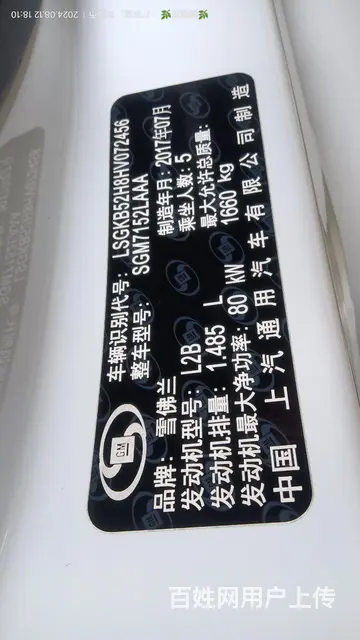 2024.08.12 18:10
车辆识别代号: LSGKB52H8HV072456
整车型号: SGM7152LAAA
GM
品牌: 雪佛兰
制造年月: 2017年07月
发动机型号: L2B
乘坐人数: 5
发动机排量: 1.485 L
最大允许总质量:
1660 kg
发动机最大净功率: 80 kW
中国 上汽通用汽车有限公司制造
百姓网用户上传